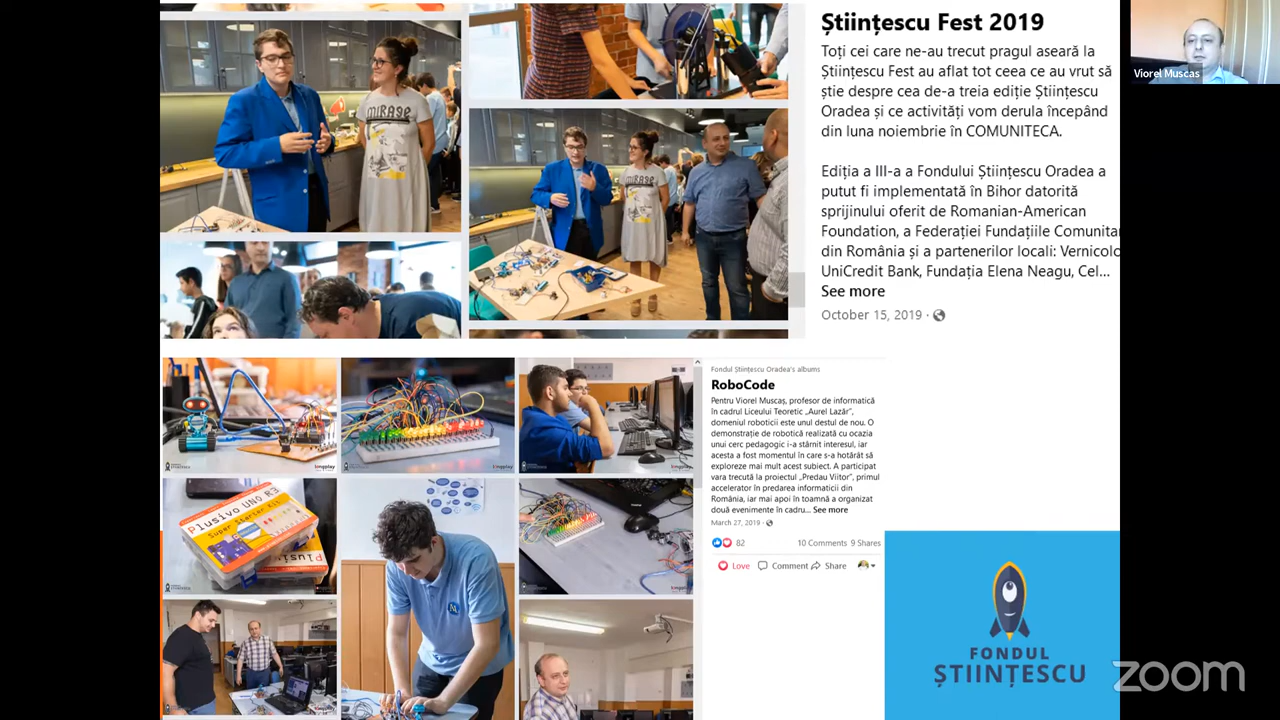 Științescu Fest 2019
Toți cei care ne-au trecut pragul aseară la
Științescu Fest au aflat tot ceea ce au vrut să
știe despre cea de-a treia ediție Științescu
Oradea și ce activități vom derula începând
din luna noiembrie în COMUNITECA.
Ediția a III-a a Fondului Științescu Oradea a
putut fi implementată în Bihor datorită
sprijinului oferit de Romanian-American
Foundation, a Federației Fundațiile Comunitar
din România și a partenerilor locali: Vernicolo
UniCredit Bank, Fundația Elena Neagu, Cel...
See more
October 15, 2019 ·
Viorel Muscas
MIRAGE
MIRAGE
Fondul Științescu Oradea's albums
RoboCode
Pentru Viorel Muscaș, profesor de informatică
în cadrul Liceului Teoretic „Aurel Lazăr”,
domeniul roboticii este unul destul de nou. O
demonstrație de robotică realizată cu ocazia
unui cerc pedagogic i-a stârnit interesul, iar
acesta a fost momentul în care s-a hotărât să
exploreze mai mult acest subiect. A participat
vara trecută la proiectul „Predau Viitor”, primul
accelerator în predarea informaticii din
România, iar mai apoi în toamnă a organizat
două evenimente în cadru... See more
March 27, 2019 ·
82
10 Comments 9 Shares
Love Comment Share
Plusivo UNO R3
Super Starter Kit
FONDUL
ȘTIINȚESCU
zoom